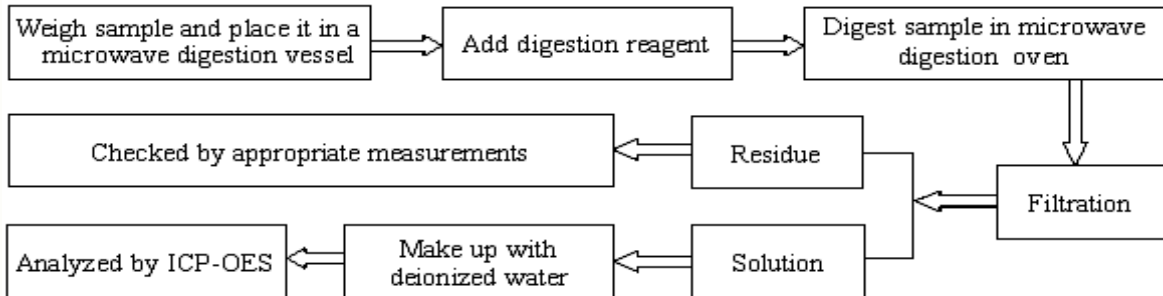 Weigh sample and place it in a
microwave digestion vessel
Add digestion reagent
Digest sample in microwave
digestion oven
Filtration
Residue
Checked by appropriate measurements
Solution
Make up with
deionized water
Analyzed by ICP-OES